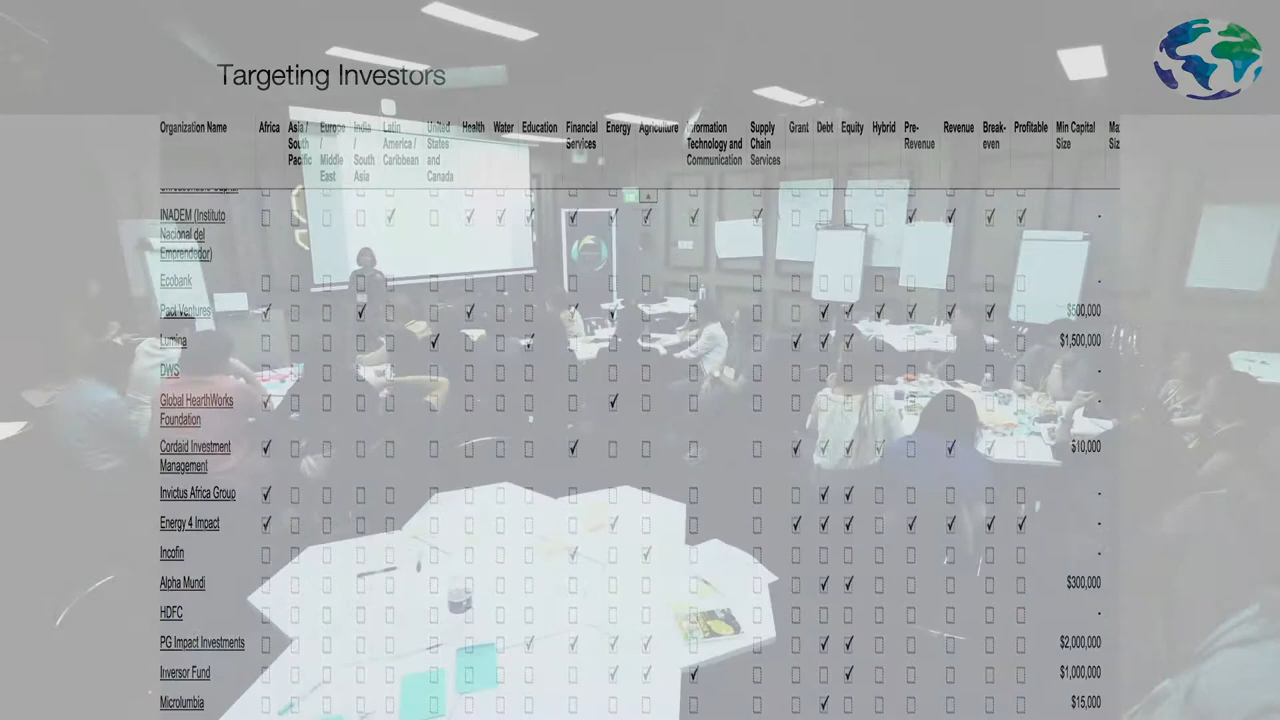 Targeting Investors
Organization Name Africa Asia / South Pacific Europe / Middle East India / South Asia Latin America / Caribbean United States and Canada Health Water Education Financial Services Energy Agriculture Information Technology and Communication Supply Chain Services Grant Debt Equity Hybrid Pre-Revenue Revenue Break-even Profitable Min Capital Size
INADEM (Instituto
Nacional del
Emprendedor) -
Ecobank -
Pact Ventures $500,000
Lumina $1,500,000
DWS -
Global HearthWorks
Foundation -
Cordaid Investment $10,000
Management
Invictus Africa Group -
Energy 4 Impact -
Incofin -
Alpha Mundi $300,000
HDFC -
PG Impact Investments $2,000,000
Inversor Fund $1,000,000
Microlumbia $15,000